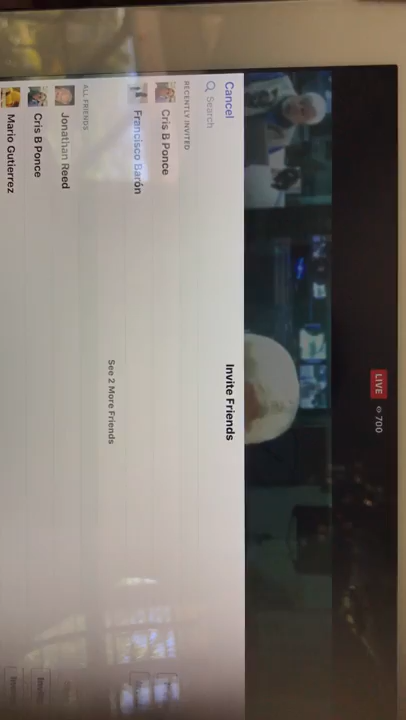 LIVE 700
Cancel
Invite Friends
Search
RECENTLY INVITED
Cris B Ponce
Francisco Barón
See 2 More Friends
ALL FRIENDS
Jonathan Reed
Cris B Ponce
Mario Gutierrez